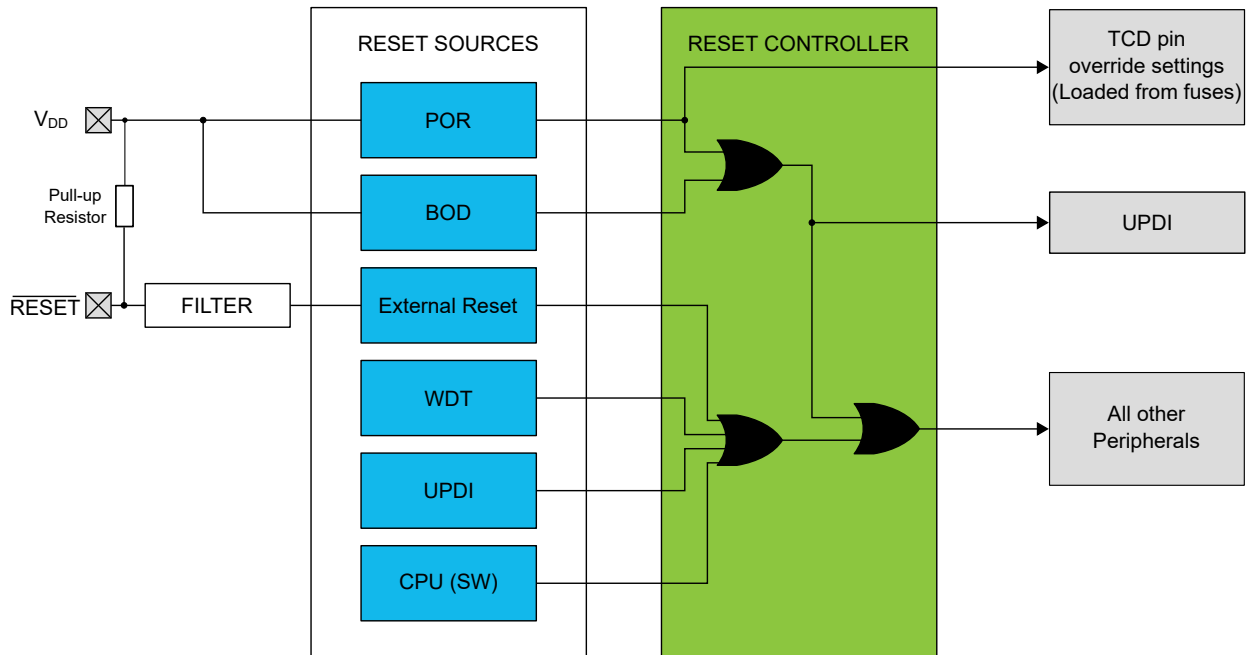 RESET SOURCES
RESET CONTROLLER
TCD pin
override settings
(Loaded from fuses)
VDD
POR
Pull-up
Resistor
BOD
UPDI
RESET
FILTER
External Reset
WDT
All other
Peripherals
UPDI
CPU (SW)